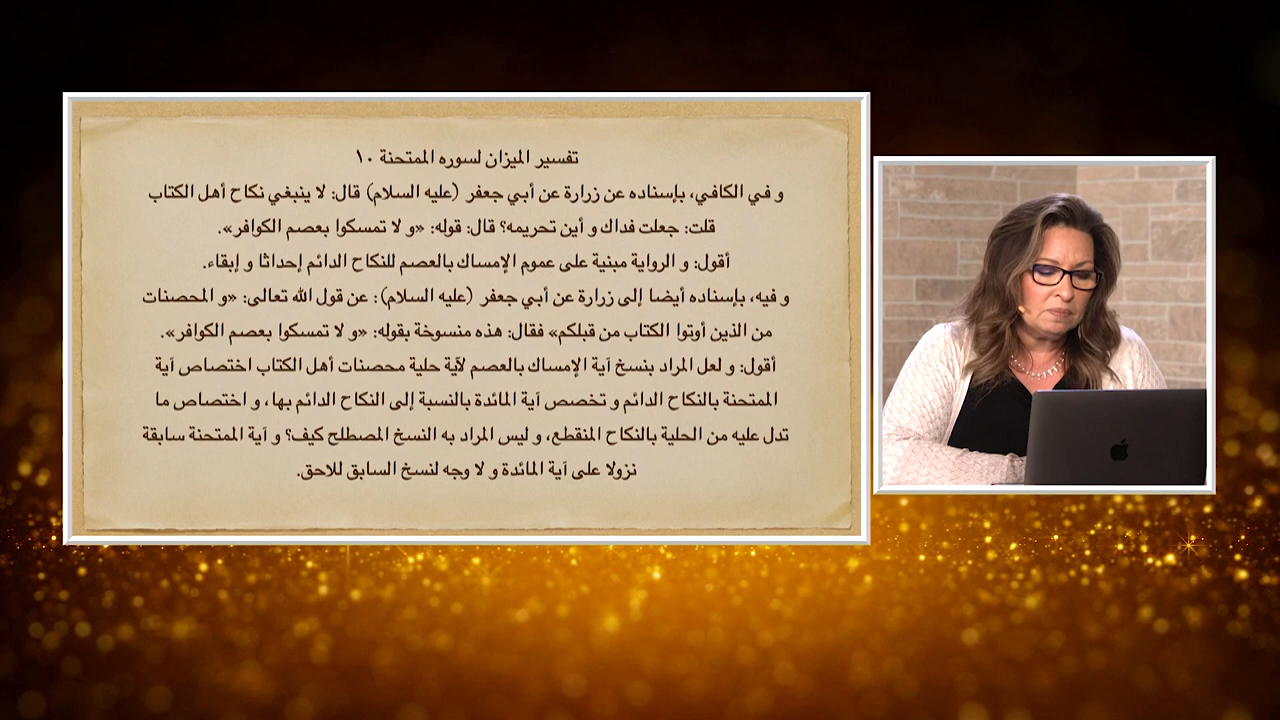 تفسير الميزان لسوره الممتحنة ١٠
و في الكافي، بإسناده عن زرارة عن أبي جعفر (عليه السلام) قال: لا ينبغي نكاح أهل الكتاب
قلت: جعلت فداك و أين تحريمه؟ قال: قوله: «و لا تمسكوا بعصم الكوافر».
أقول: و الرواية مبنية على عموم الإمساك بالعصم للنكاح الدائم إحداثا و إبقاء.
و فيه، بإسناده أيضا إلى زرارة عن أبي جعفر (عليه السلام): عن قول الله تعالى: «و المحصنات
من الذين أوتوا الكتاب من قبلكم» فقال: هذه منسوخة بقوله: «و لا تمسكوا بعصم الكوافر».
أقول: و لعل المراد بنسخ آية الإمساك بالعصم لآية حلية محصنات أهل الكتاب اختصاص آية
الممتحنة بالنكاح الدائم و تخصص آية المائدة بالنسبة إلى النكاح الدائم بها، و اختصاص ما
تدل عليه من الحلية بالنكاح المنقطع، و ليس المراد به النسخ المصطلح كيف؟ و آية الممتحنة سابقة
نزولا على آية المائدة و لا وجه لنسخ السابق للاحق.